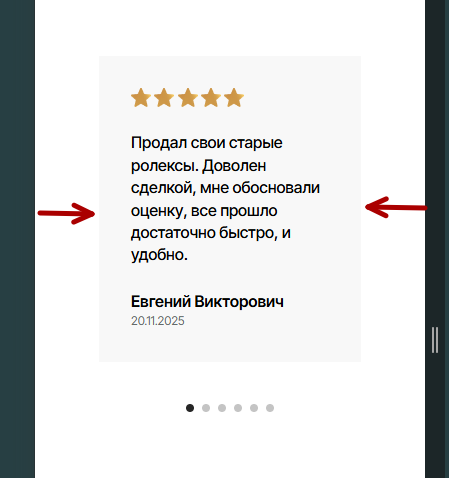 Продал свои старые
ролексы. Доволен
сделкой, мне обосновали
оценку, все прошло
достаточно быстро, и
удобно.
Евгений Викторович
20.11.2025